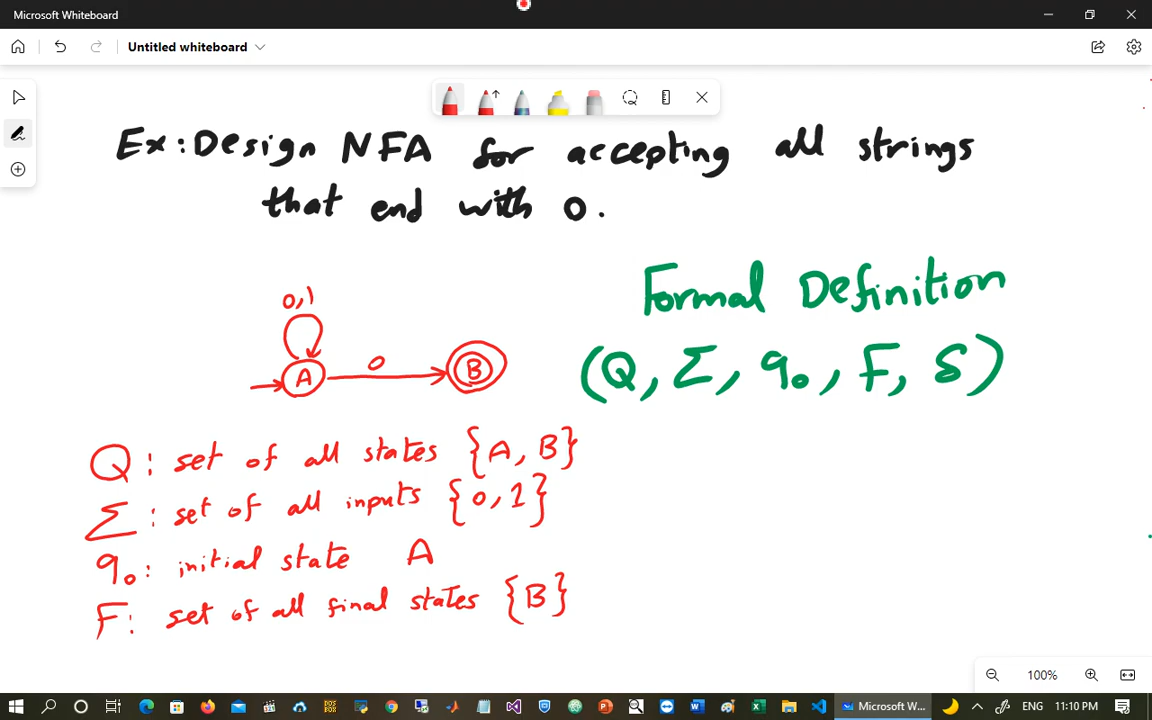 Microsoft Whiteboard
Untitled whiteboard
Ex: Design NFA for accepting all strings
that end with 0.
Formal Definition
(Q, Σ, q0, F, δ)
0,1
A
0
B
Q: set of all states {A, B}
Σ: set of all inputs {0, 1}
q0: initial state A
F: set of all final states {B}
100%
Microsoft W...
ENG
11:10 PM